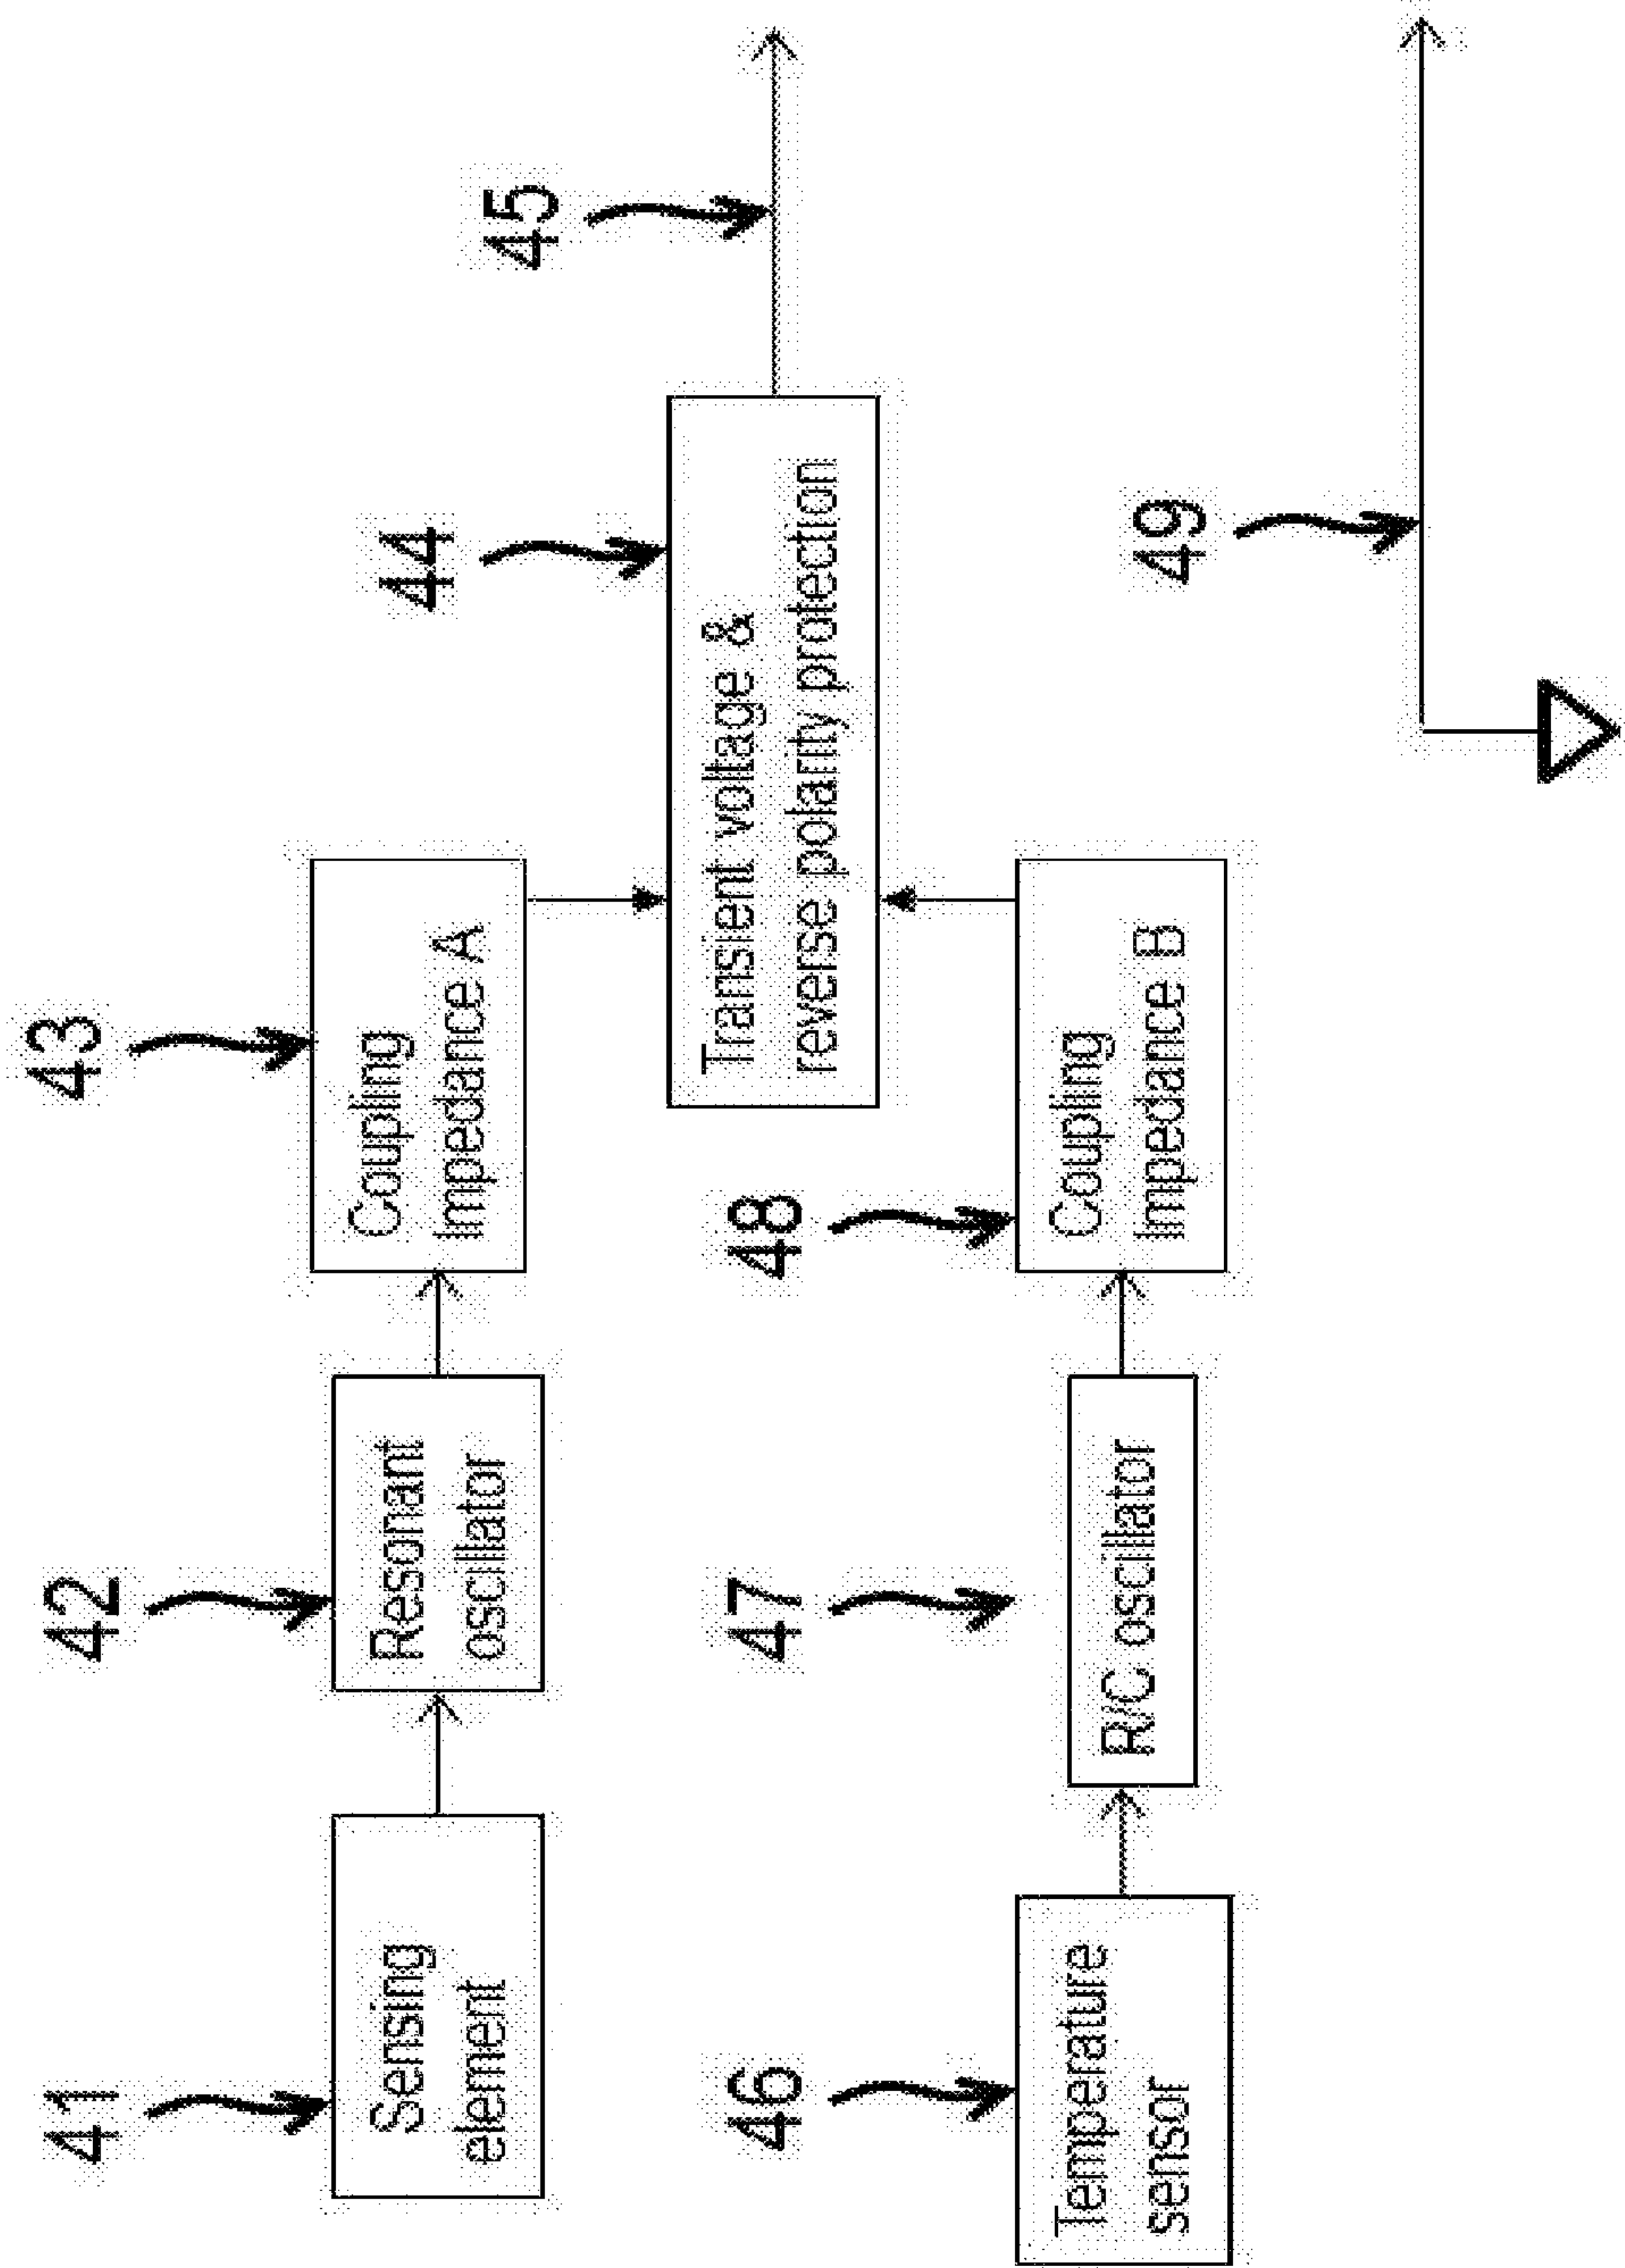 41
Sensing
element
42
Resonant
oscillator
43
Coupling
Impedance A
44
Transient voltage &
reverse polarity protection
45
46
Temperature
sensor
47
R/C oscillator
48
Coupling
Impedance B
49